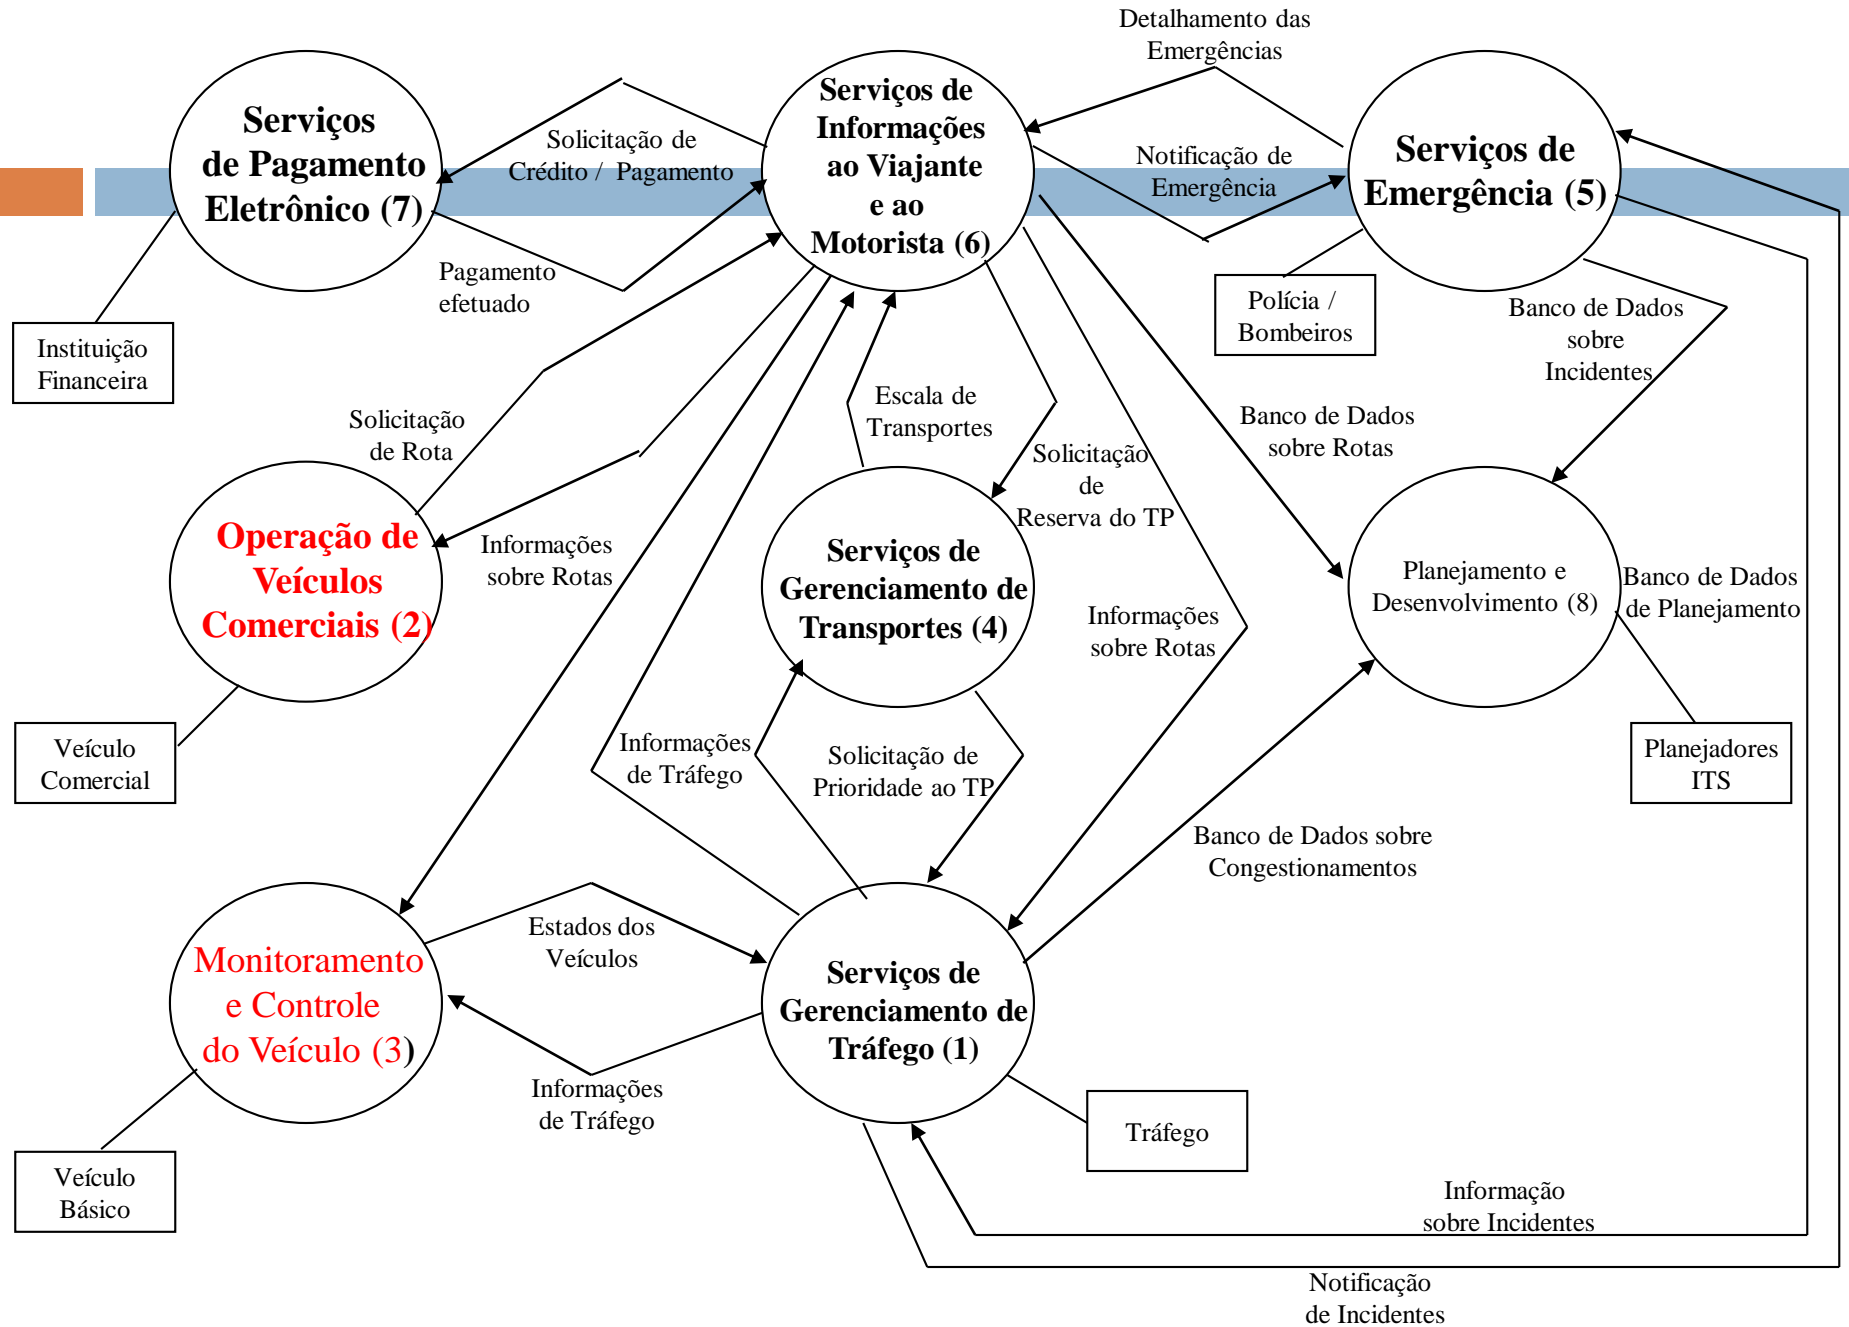 Detalhamento das
Emergências
Serviços
de Pagamento
Eletrônico (7)
Solicitação de
Crédito / Pagamento
Serviços de
Informações
ao Viajante
e ao
Motorista (6)
Notificação de
Emergência
Serviços de
Emergência (5)
Pagamento
efetuado
Instituição
Financeira
Polícia /
Bombeiros
Banco de Dados
sobre
Incidentes
Solicitação
de Rota
Escala de
Transportes
Banco de Dados
sobre Rotas
Solicitação
de
Reserva do TP
Operação de
Veículos
Comerciais (2)
Informações
sobre Rotas
Serviços de
Gerenciamento de
Transportes (4)
Informações
sobre Rotas
Planejamento e
Desenvolvimento (8)
Banco de Dados
de Planejamento
Veículo
Comercial
Informações
de Tráfego
Solicitação de
Prioridade ao TP
Planejadores
ITS
Banco de Dados sobre
Congestionamentos
Monitoramento
e Controle
do Veículo (3)
Estados dos
Veículos
Serviços de
Gerenciamento de
Tráfego (1)
Informações
de Tráfego
Tráfego
Veículo
Básico
Informação
sobre Incidentes
Notificação
de Incidentes